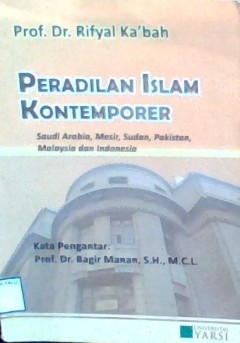 Prof. Dr. Rifyal Ka'bah
PERADILAN ISLAM
KONTEMPORER
Saudi Arabia, Mesir, Sudan, Pakistan,
Malaysia dan Indonesia
Kata Pengantar:
Prof. Dr. Bagir Manan, S.H., M.C.L.
UNIVERSITAS
YARSI